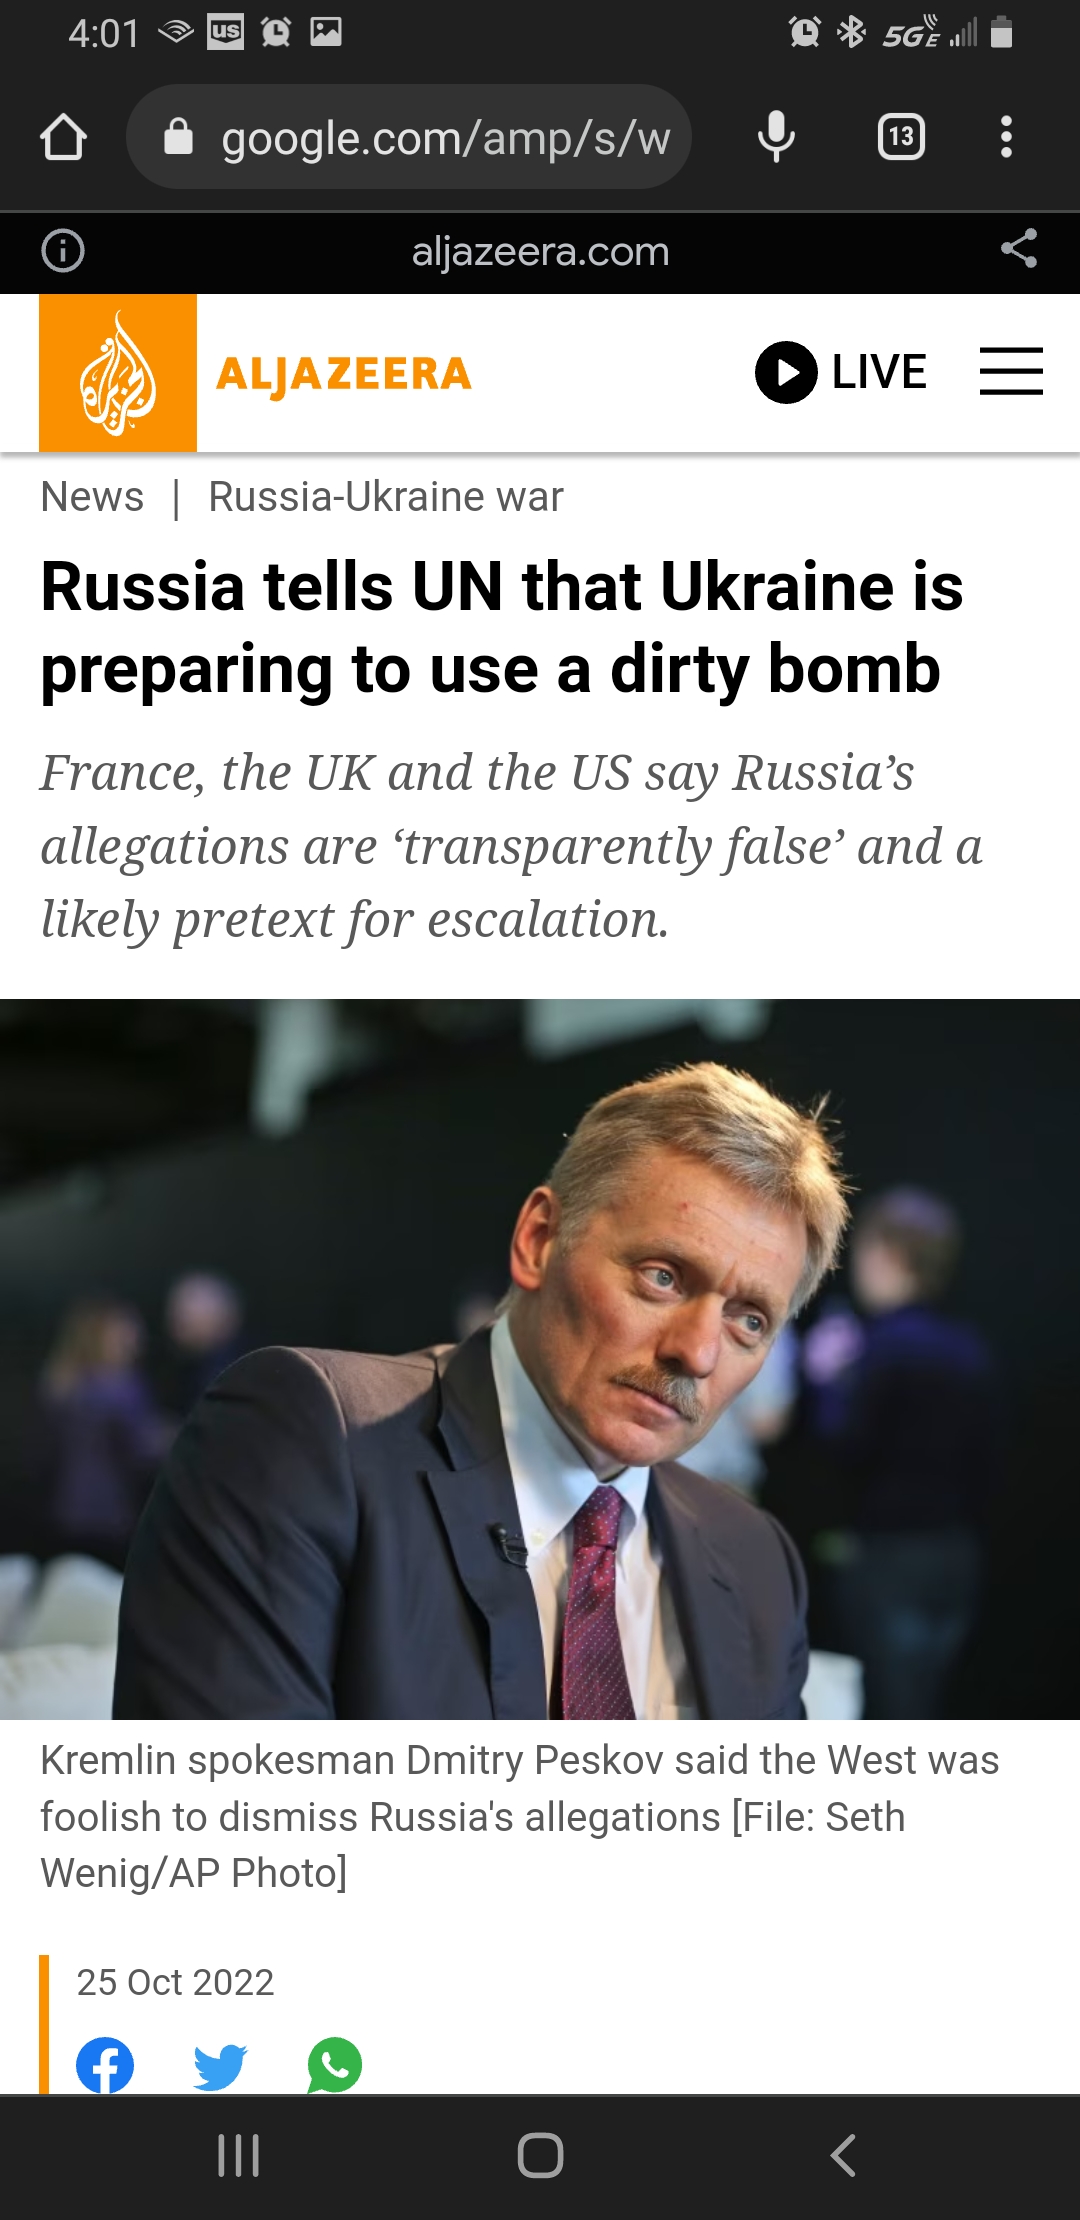 4:01 us 5GE
google.com/amp/s/w 13
aljazeera.com
ALJAZEERA LIVE
News | Russia-Ukraine war
Russia tells UN that Ukraine is
preparing to use a dirty bomb
France, the UK and the US say Russia’s
allegations are ‘transparently false’ and a
likely pretext for escalation.
Kremlin spokesman Dmitry Peskov said the West was
foolish to dismiss Russia's allegations [File: Seth
Wenig/AP Photo]
25 Oct 2022